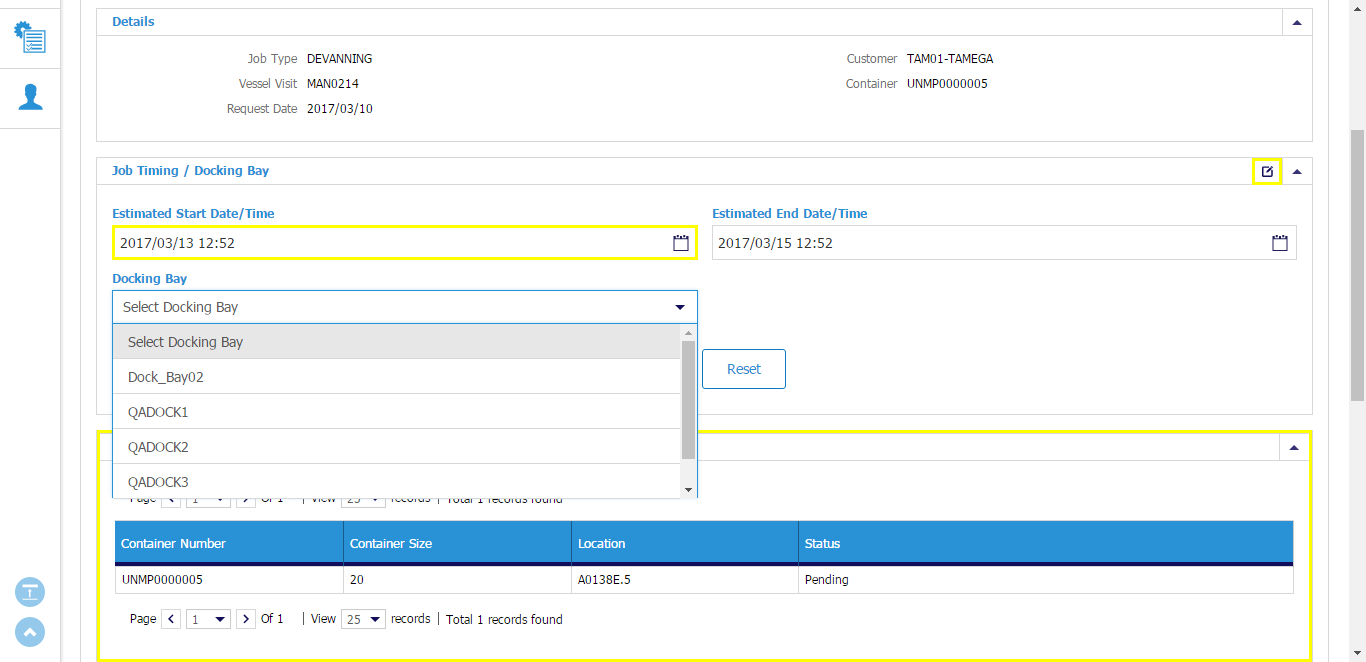 Details
Job Type DEVANNING Customer TAM01-TAMEGA
Vessel Visit MAN0214 Container UNMP0000005
Request Date 2017/03/10
Job Timing / Docking Bay
Estimated Start Date/Time Estimated End Date/Time
2017/03/13 12:52 2017/03/15 12:52
Docking Bay
Select Docking Bay
Select Docking Bay
Dock_Bay02
Reset
QADOCK1
QADOCK2
QADOCK3
Page 1 Of 1 | View 25 records | Total 1 records found
Container Number Container Size Location Status
UNMP0000005 20 A0138E.5 Pending
Page 1 Of 1 | View 25 records | Total 1 records found